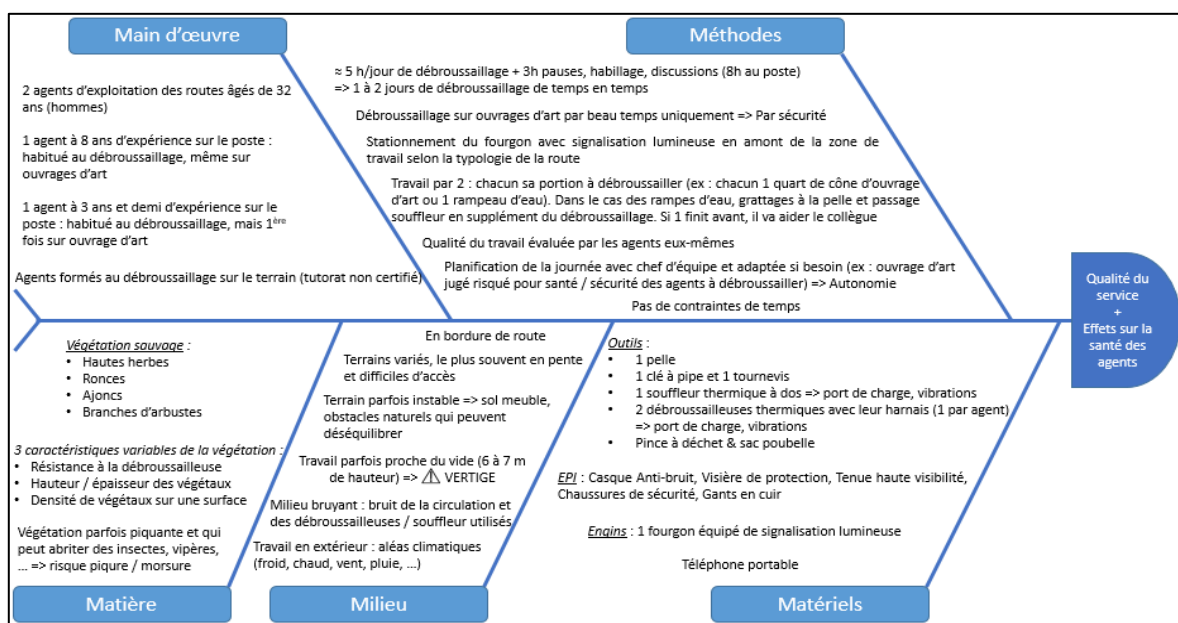 Main d'œuvre
2 agents d'exploitation des routes âgés de 32
ans (hommes)
1 agent à 8 ans d'expérience sur le poste :
habitué au débroussaillage, même sur
ouvrages d'art
1 agent à 3 ans et demi d'expérience sur le
poste : habitué au débroussaillage, mais 1ère
fois sur ouvrage d'art
Agents formés au débroussaillage sur le terrain (tutorat non certifié)
Méthodes
≈ 5 h/jour de débroussaillage + 3h pauses, habillage, discussions (8h au poste)
=> 1 à 2 jours de débroussaillage de temps en temps
Débroussaillage sur ouvrages d'art par beau temps uniquement => Par sécurité
Stationnement du fourgon avec signalisation lumineuse en amont de la zone de
travail selon la typologie de la route
Travail par 2 : chacun sa portion à débroussailler (ex : chacun 1 quart de cône d'ouvrage
d'art ou 1 rampeau d'eau). Dans le cas des rampes d'eau, grattages à la pelle et passage
souffleur en supplément du débroussaillage. Si 1 finit avant, il va aider le collègue
Qualité du travail évaluée par les agents eux-mêmes
Planification de la journée avec chef d'équipe et adaptée si besoin (ex : ouvrage d'art
jugé risqué pour santé / sécurité des agents à débroussailler) => Autonomie
Pas de contraintes de temps
Qualité du
service
+
Effets sur la
santé des
agents
Végétation sauvage :
• Hautes herbes
• Ronces
• Ajoncs
• Branches d'arbustes
3 caractéristiques variables de la végétation :
• Résistance à la débroussailleuse
• Hauteur / épaisseur des végétaux
• Densité de végétaux sur une surface
Végétation parfois piquante et qui
peut abriter des insectes, vipères,
... => risque piqure / morsure
Matière
En bordure de route
Terrains variés, le plus souvent en pente
et difficiles d'accès
Terrain parfois instable => sol meuble,
obstacles naturels qui peuvent
déséquilibrer
Travail parfois proche du vide (6 à 7 m
de hauteur) => ⚠ VERTIGE
Milieu bruyant : bruit de la circulation et
des débroussailleuses / souffleur utilisés
Travail en extérieur : aléas climatiques
(froid, chaud, vent, pluie, ...)
Milieu
Outils :
• 1 pelle
• 1 clé à pipe et 1 tournevis
• 1 souffleur thermique à dos => port de charge, vibrations
• 2 débroussailleuses thermiques avec leur harnais (1 par agent)
=> port de charge, vibrations
• Pince à déchet & sac poubelle
EPI : Casque Anti-bruit, Visière de protection, Tenue haute visibilité,
Chaussures de sécurité, Gants en cuir
Engins : 1 fourgon équipé de signalisation lumineuse
Téléphone portable
Matériels